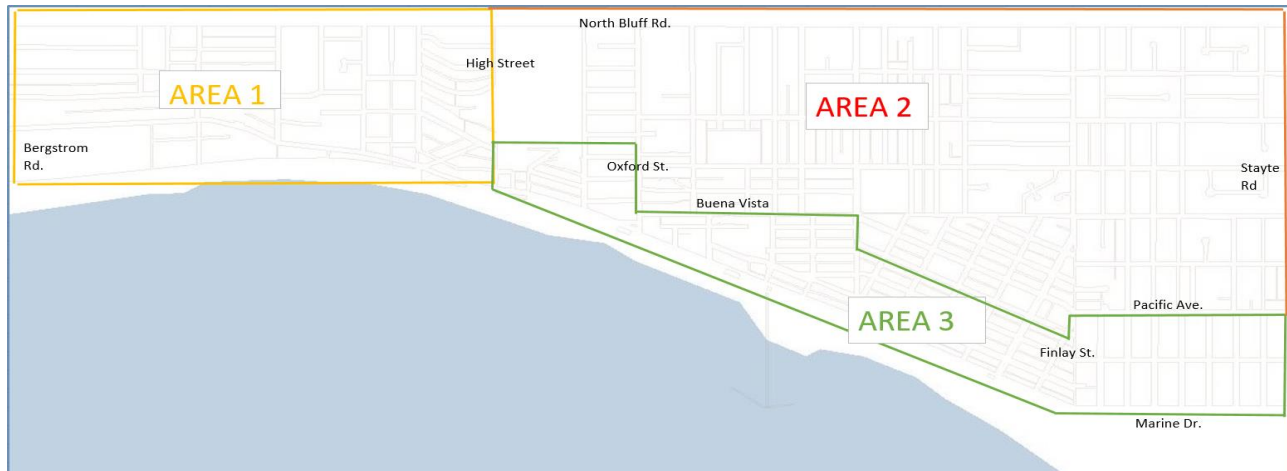 North Bluff Rd.
High Street
AREA 1
AREA 2
Bergstrom
Rd.
Oxford St.
Stayte
Rd
Buena Vista
Pacific Ave.
AREA 3
Finlay St.
Marine Dr.